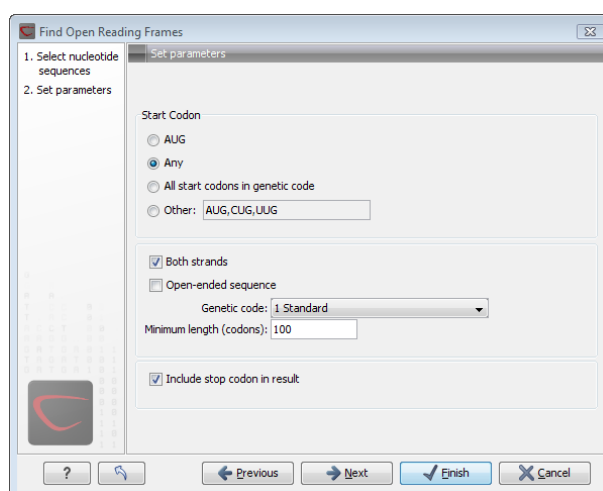 Find Open Reading Frames
1. Select nucleotide
sequences
2. Set parameters
Set parameters
Start Codon
AUG
Any
All start codons in genetic code
Other: AUG,CUG,UUG
Both strands
Open-ended sequence
Genetic code: 1 Standard
Minimum length (codons): 100
Include stop codon in result
?
Previous
Next
Finish
Cancel